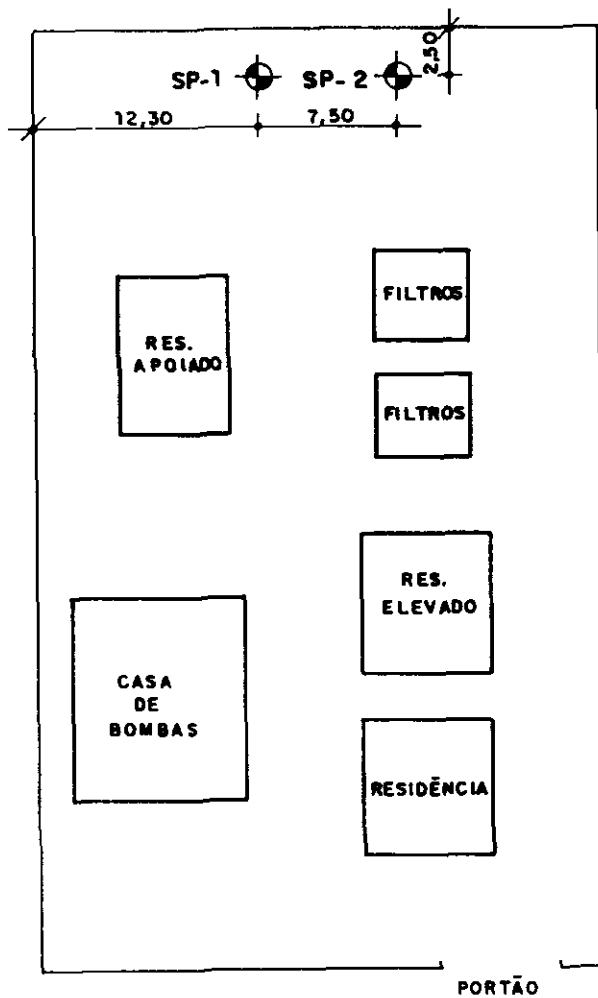 2,50
SP-1 SP-2
12,30 7,50
FILTROS
RES.
APOIADO
FILTROS
RES.
ELEVADO
CASA
DE
BOMBAS
RESIDÊNCIA
PORTÃO